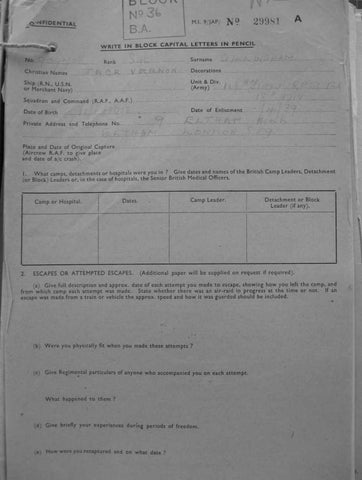 BLOCK
Nº 36
B.A.
CONFIDENTIAL
M.I. 9/JAP/ Nº 29981 A
WRITE IN BLOCK CAPITAL LETTERS IN PENCIL
No. Rank Surname
Christian Names JACK Decorations
Ship (R.N., U.S.N. or Merchant Navy) Unit & Div. (Army)
Squadron and Command (R.A.F., A.A.F.)
Date of Birth Date of Enlistment
Private Address and Telephone No. 9
LONDON
Place and Date of Original Capture
(Aircrew R.A.F. to give place
and date of a/c crash).
1. What camps, detachments or hospitals were you in ? Give dates and names of the British Camp Leaders, Detachment
(or Block) Leaders or, in the case of hospitals, the Senior British Medical Officers.
Camp or Hospital. Dates. Camp Leader. Detachment or Block
Leader (if any).
2. ESCAPES OR ATTEMPTED ESCAPES. (Additional paper will be supplied on request if required).
(a) Give full description and approx. date of each attempt you made to escape, showing how you left the camp, and
from which camp each attempt was made. State whether there was an air-raid in progress at the time or not. If an
escape was made from a train or vehicle the approx. speed and how it was guarded should be included.
(b) Were you physically fit when you made these attempts ?
(c) Give Regimental particulars of anyone who accompanied you on each attempt.
What happened to them ?
(d) Give briefly your experiences during periods of freedom.
(e) How were you recaptured and on what date ?